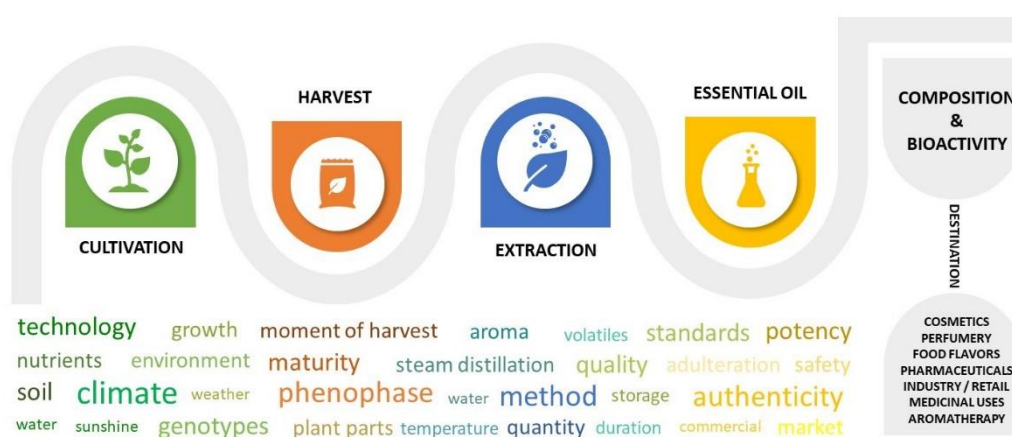 HARVEST
ESSENTIAL OIL
COMPOSITION
&
BIOACTIVITY
CULTIVATION
EXTRACTION
DESTINATION
technology growth moment of harvest aroma volatiles standards potency
nutrients environment maturity steam distillation quality adulteration safety
soil climate weather phenophase water method storage authenticity
water sunshine genotypes plant parts temperature quantity duration commercial market
COSMETICS
PERFUMERY
FOOD FLAVORS
PHARMACEUTICALS
INDUSTRY / RETAIL
MEDICINAL USES
AROMATHERAPY